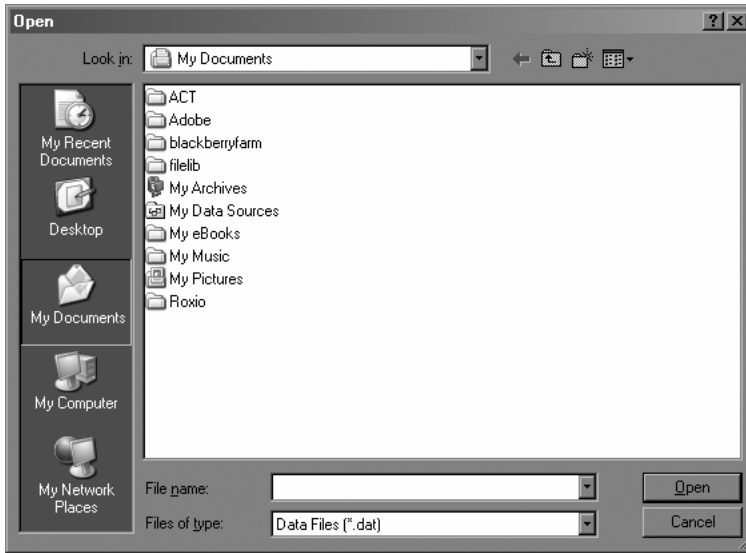 Open
Look in: My Documents
My Recent
Documents
Desktop
My Documents
My Computer
My Network
Places
ACT
Adobe
blackberryfarm
filelib
My Archives
My Data Sources
My eBooks
My Music
My Pictures
Roxio
File name:
Open
Files of type: Data Files (*.dat)
Cancel